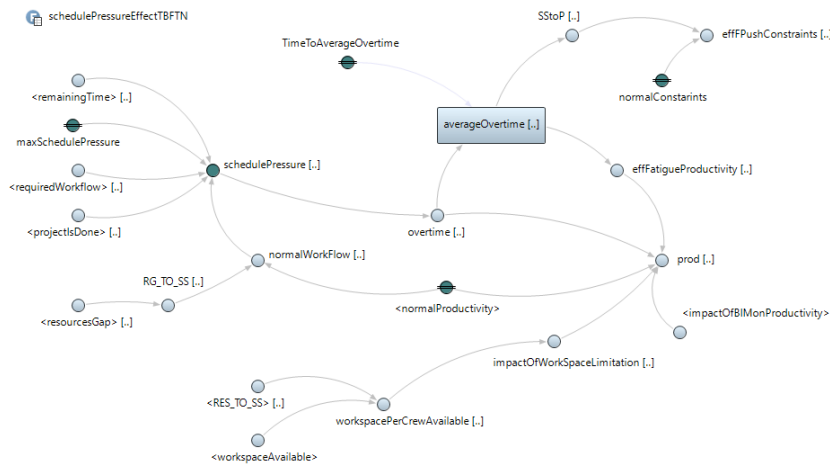 schedulePressureEffectTBFTN
SStoP [..]
effFPushConstraints [..]
TimeToAverageOvertime
<remainingTime> [..]
normalConstarints
averageOvertime [..]
maxSchedulePressure
schedulePressure [..]
effFatigueProductivity [..]
<requiredWorkflow> [..]
<projectIsDone> [..]
overtime [..]
normalWorkFlow [..]
prod [..]
RG_TO_SS [..]
<normalProductivity>
<resourcesGap> [..]
<impactOfBIMonProductivity>
impactOfWorkSpaceLimitation [..]
<RES_TO_SS> [..]
workspacePerCrewAvailable [..]
<workspaceAvailable>